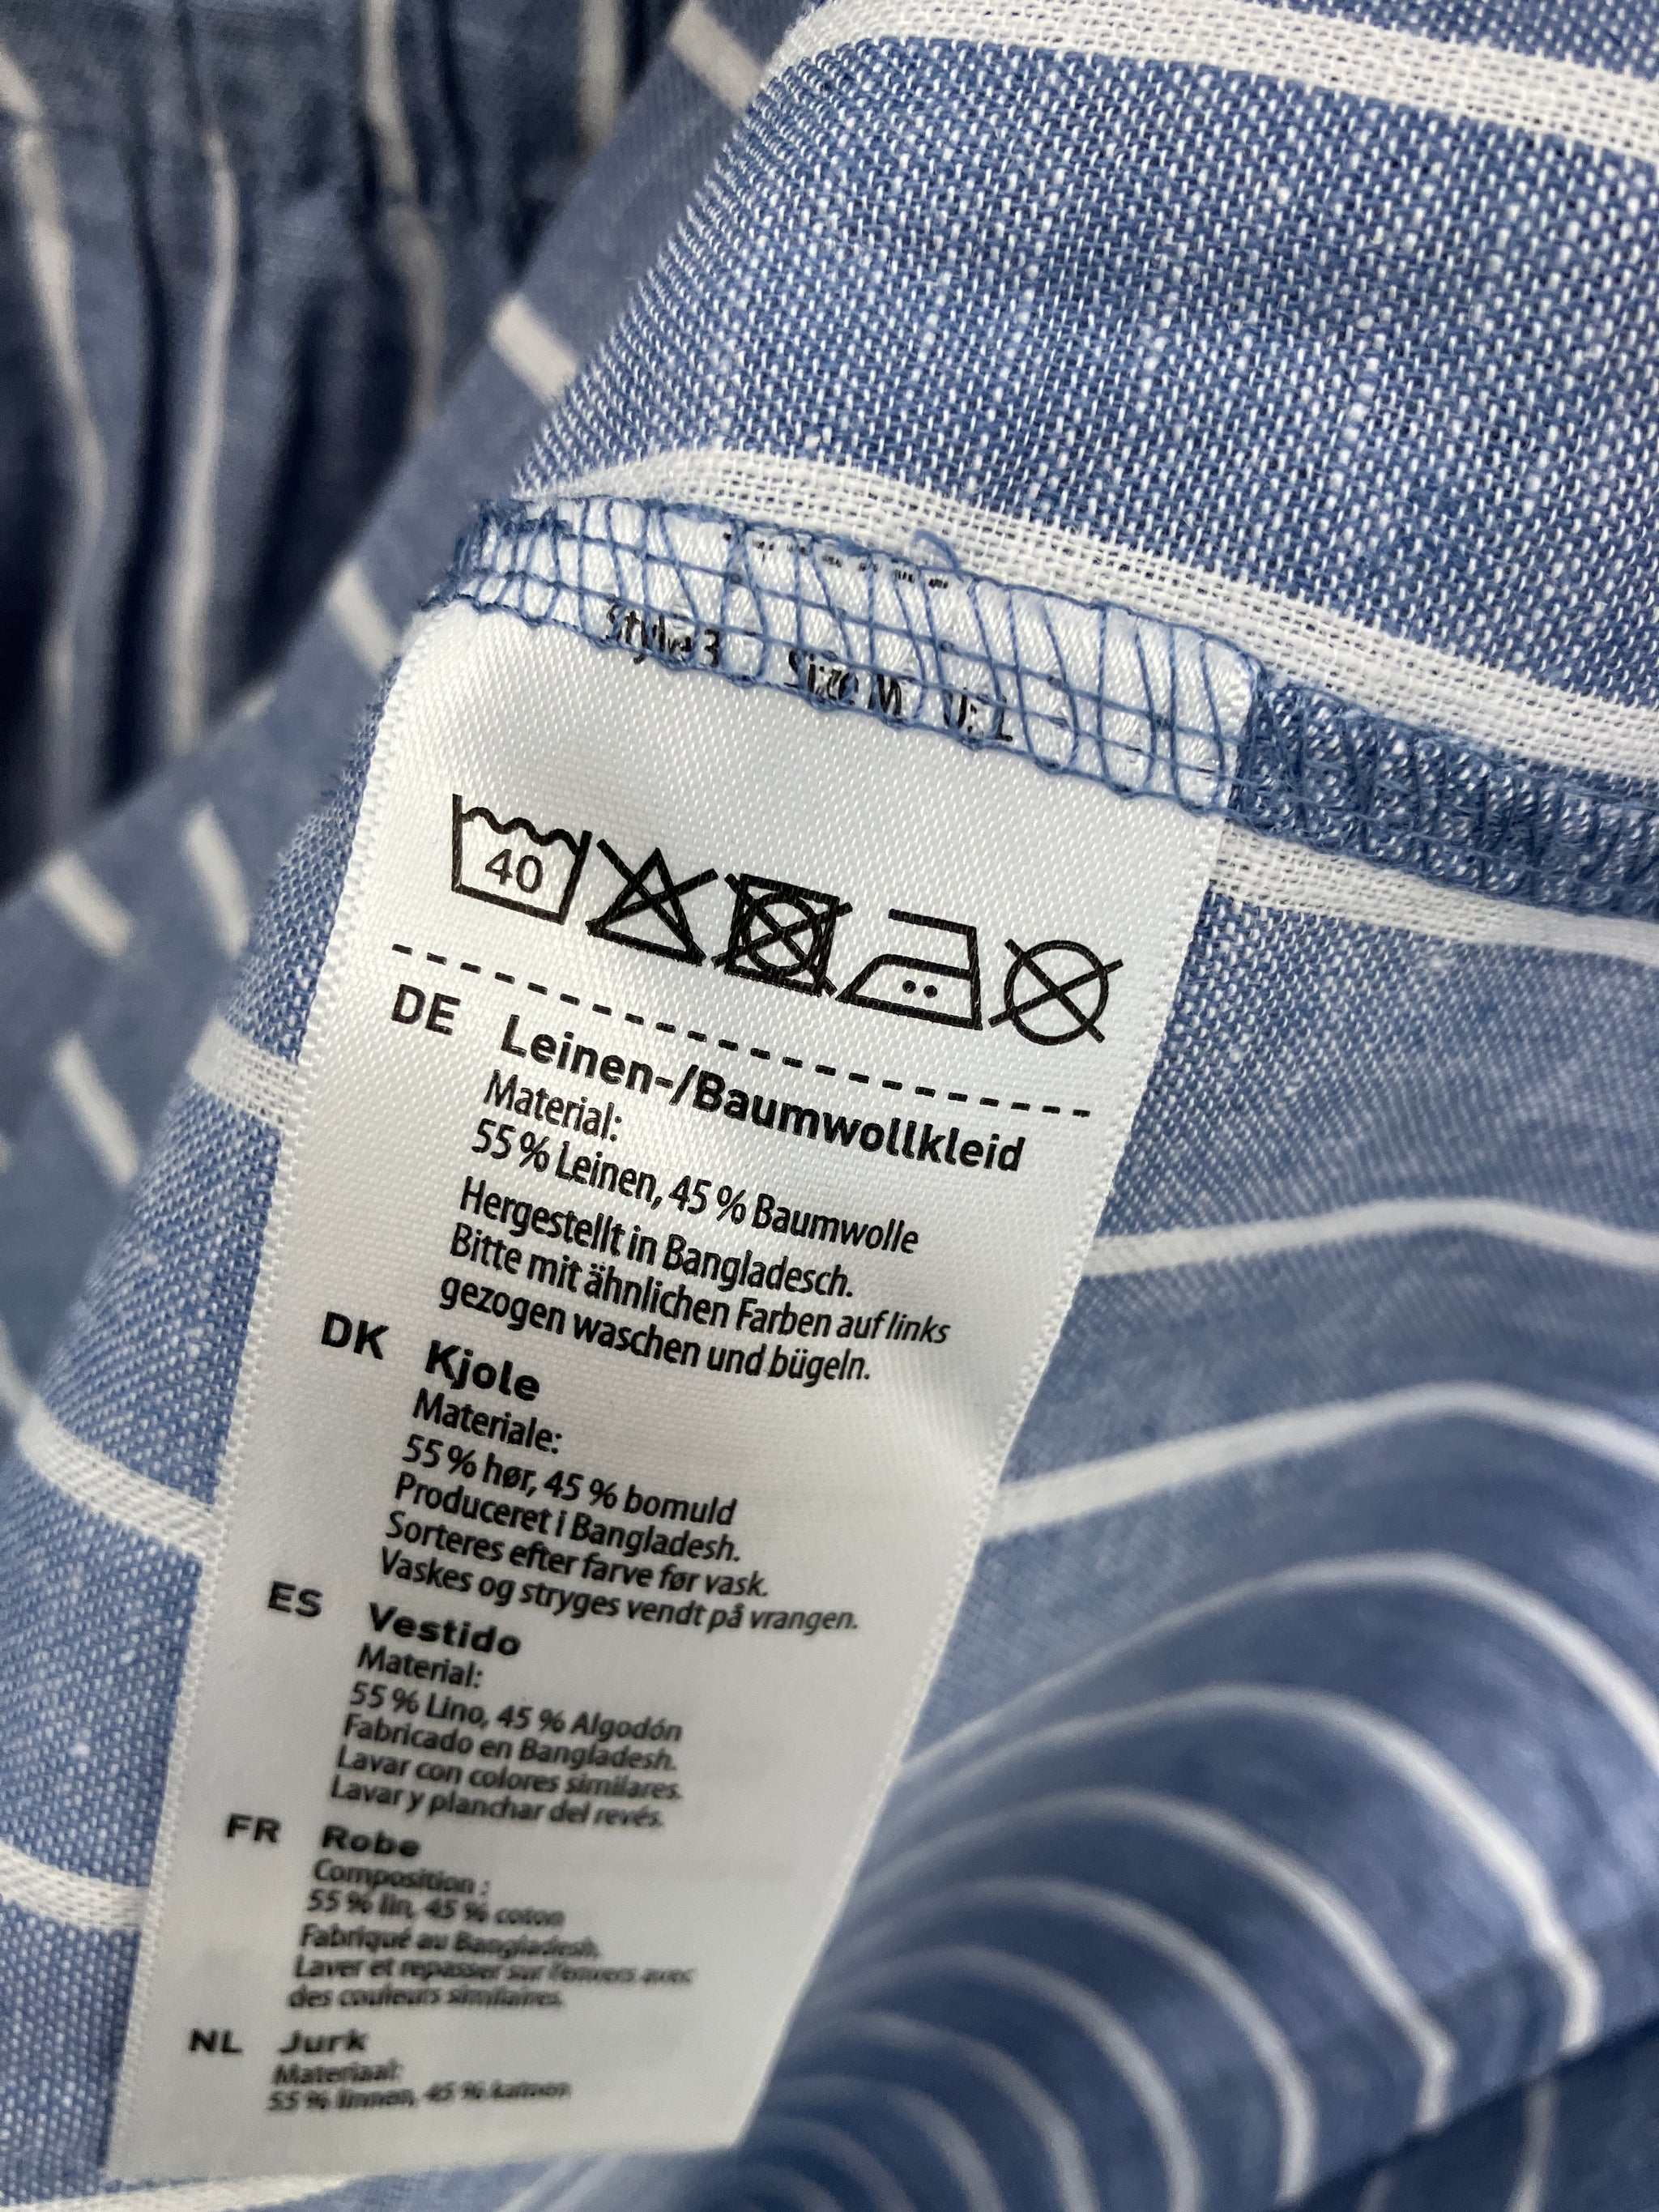 Style 3 Size M U: L
40
DE Leinen-/Baumwollkleid
Material:
55 % Leinen, 45 % Baumwolle
Hergestellt in Bangladesch.
Bitte mit ähnlichen Farben auf links
gezogen waschen und bügeln.
DK Kjole
Materiale:
55 % hør, 45 % bomuld
Produceret i Bangladesh.
Sorteres efter farve før vask.
Vaskes og stryges vendt på vrangen.
ES Vestido
Material:
55 % Lino, 45 % Algodón
Fabricado en Bangladesh.
Lavar con colores similares.
Lavar y planchar del revés.
FR Robe
Composition :
55 % lin, 45 % coton
Fabriqué au Bangladesh.
Laver et repasser sur l'envers avec
des couleurs similaires.
NL Jurk
Materiaal:
55 % linnen, 45 % katoen